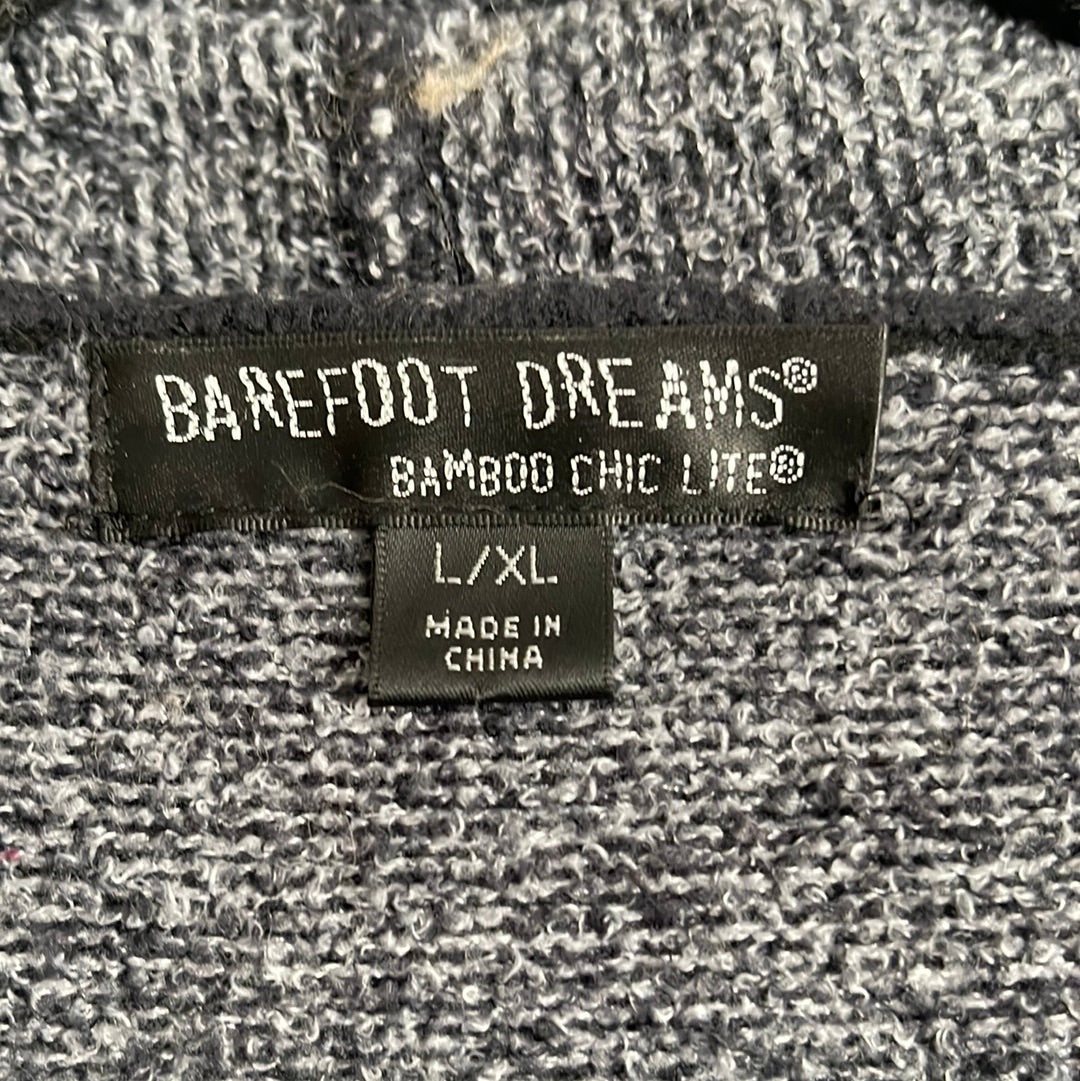 BAREFOOT DREAMS®
BAMBOO CHIC LITE®
L/XL
MADE IN
CHINA